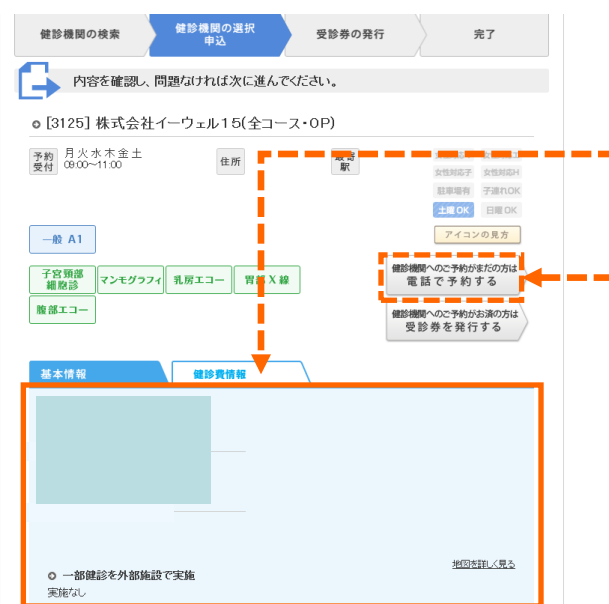 健診機関の検索
健診機関の選択
申込
受診券の発行
完了
内容を確認し、問題なければ次に進んでください。
[3125] 株式会社イーウェル15(全コース・OP)
予約
受付
月火水木金土
09:00~11:00
住所
駅
女性対応子 女性対応H
駐車場有 子連れOK
土曜OK 日曜OK
アイコンの見方
一般 A1
子宮頸部
細胞診
マンモグラフィ
乳房エコー
胃部X線
腹部エコー
健診機関へのご予約がまだの方は
電話で予約する
健診機関へのご予約がお済の方は
受診券を発行する
基本情報
健診費情報
地図を詳しく見る
一部健診を外部施設で実施
実施なし